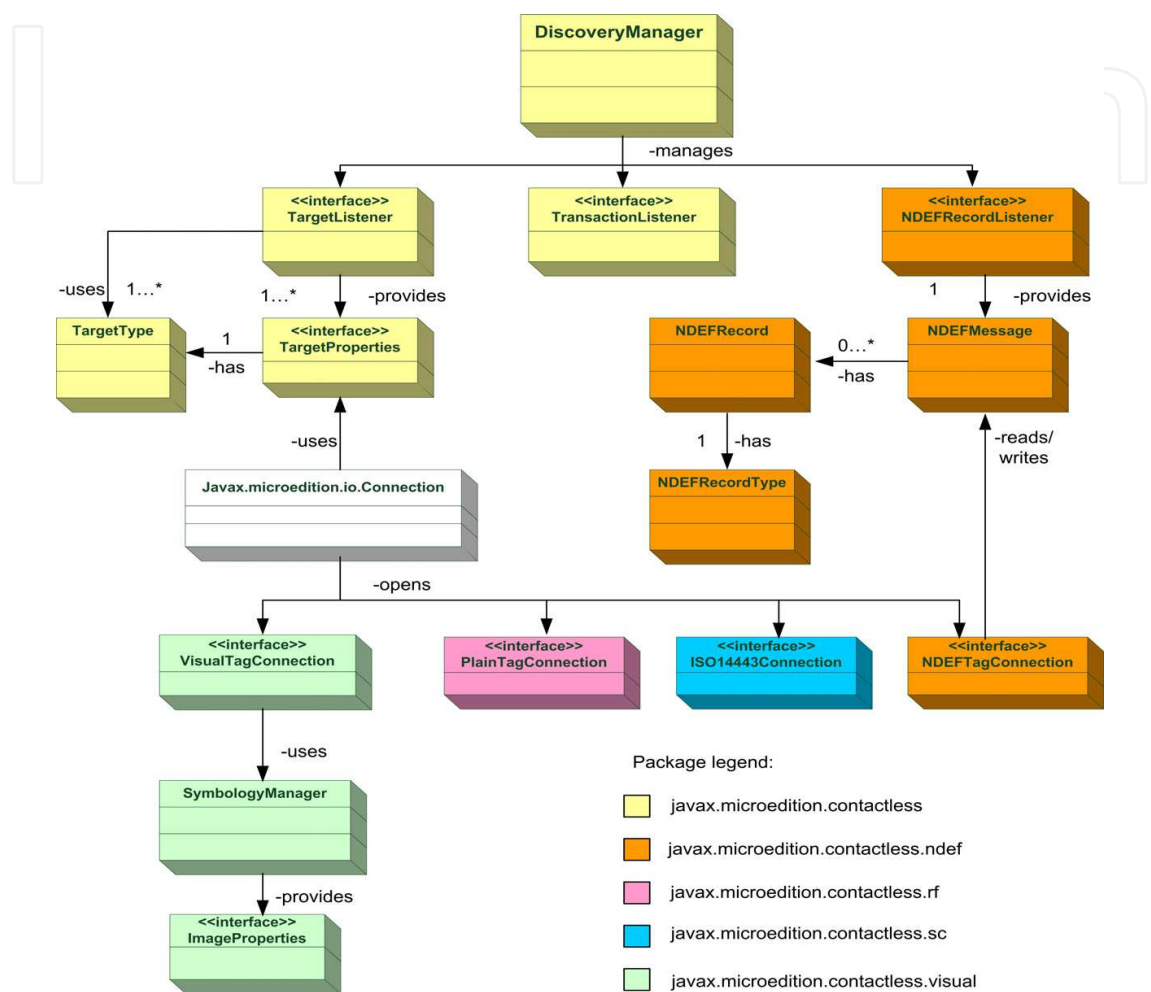 DiscoveryManager
-manages
<<interface>>
TargetListener
<<interface>>
TransactionListener
<<interface>>
NDEFRecordListener
-uses
1...*
1...*
-provides
1
-provides
TargetType
1
-has
<<interface>>
TargetProperties
NDEFRecord
0...*
-has
NDEFMessage
-uses
1
-has
-reads/
writes
Javax.microedition.io.Connection
NDEFRecordType
-opens
<<interface>>
VisualTagConnection
<<interface>>
PlainTagConnection
<<interface>>
ISO14443Connection
<<interface>>
NDEFTagConnection
-uses
SymbologyManager
-provides
<<interface>>
ImageProperties
Package legend:
javax.microedition.contactless
javax.microedition.contactless.ndef
javax.microedition.contactless.rf
javax.microedition.contactless.sc
javax.microedition.contactless.visual